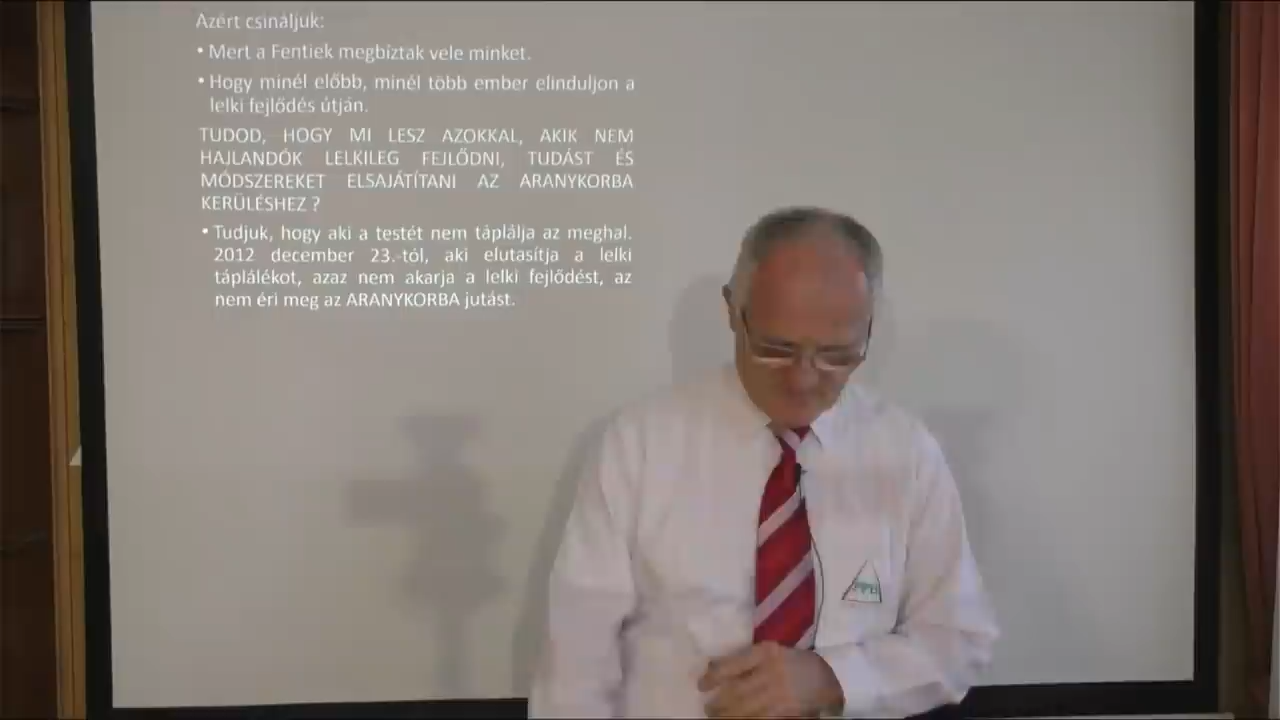 Azért csináljuk:
• Mert a Fentiek megbíztak vele minket.
• Hogy minél előbb, minél több ember elinduljon a
lelki fejlődés útján.
TUDOD, HOGY MI LESZ AZOKKAL, AKIK NEM
HAJLANDÓK LELKILEG FEJLŐDNI, TUDÁST ÉS
MÓDSZEREKET ELSAJÁTÍTANI AZ ARANYKORBA
KERÜLÉSHEZ ?
• Tudjuk, hogy aki a testét nem táplálja az meghal.
2012 december 23.-tól, aki elutasítja a lelki
táplálékot, azaz nem akarja a lelki fejlődést, az
nem éri meg az ARANYKORBA jutást.